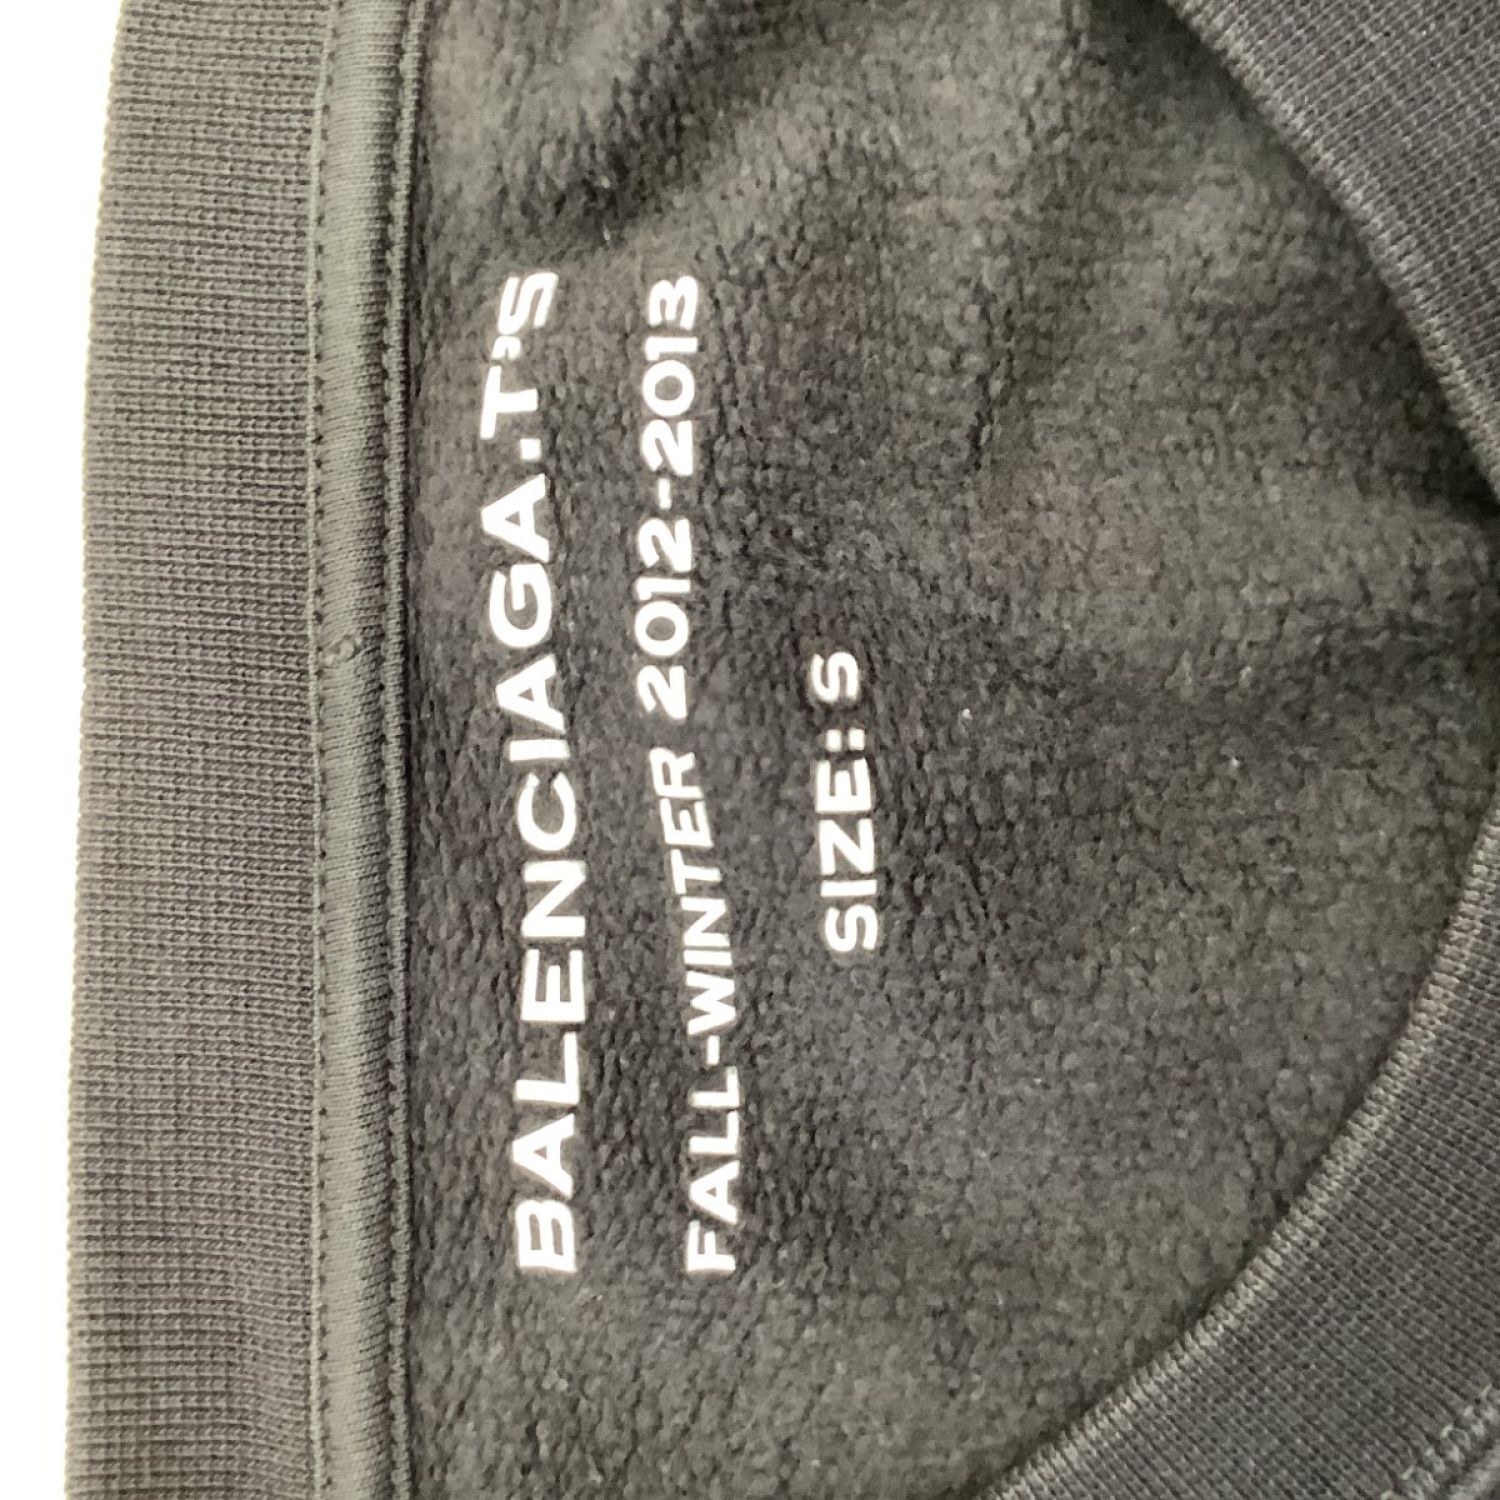 BALENCIAGA.T'S
FALL-WINTER 2012-2013
SIZE: S